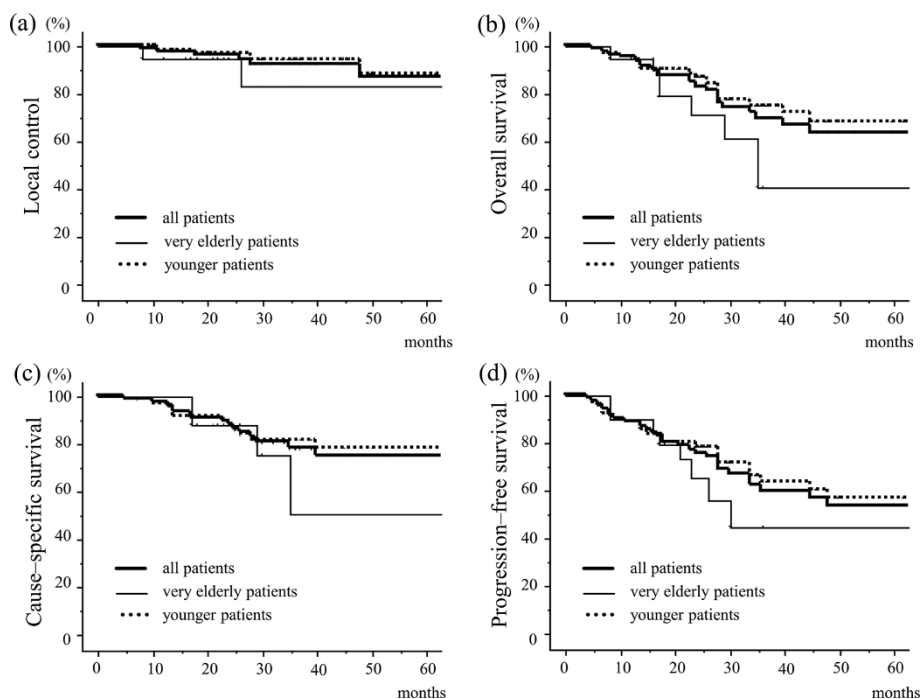 (a) (%)
100
80
60
40
20
0
Local control
all patients
very elderly patients
younger patients
0 10 20 30 40 50 60
months
(b) (%)
100
80
60
40
20
0
Overall survival
all patients
very elderly patients
younger patients
0 10 20 30 40 50 60
months
(c) (%)
100
80
60
40
20
0
Cause–specific survival
all patients
very elderly patients
younger patients
0 10 20 30 40 50 60
months
(d) (%)
100
80
60
40
20
0
Progression–free survival
all patients
very elderly patients
younger patients
0 10 20 30 40 50 60
months